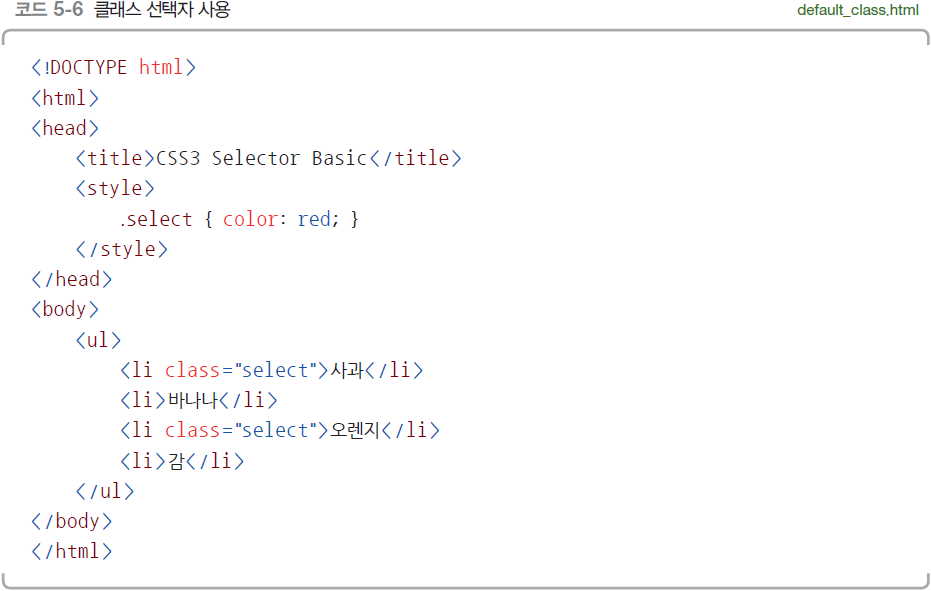 코드 5-6 클래스 선택자 사용 default_class.html
<!DOCTYPE html>
<html>
<head>
    <title>CSS3 Selector Basic</title>
    <style>
        .select { color: red; }
    </style>
</head>
<body>
    <ul>
        <li class="select">사과</li>
        <li>바나나</li>
        <li class="select">오렌지</li>
        <li>감</li>
    </ul>
</body>
</html>